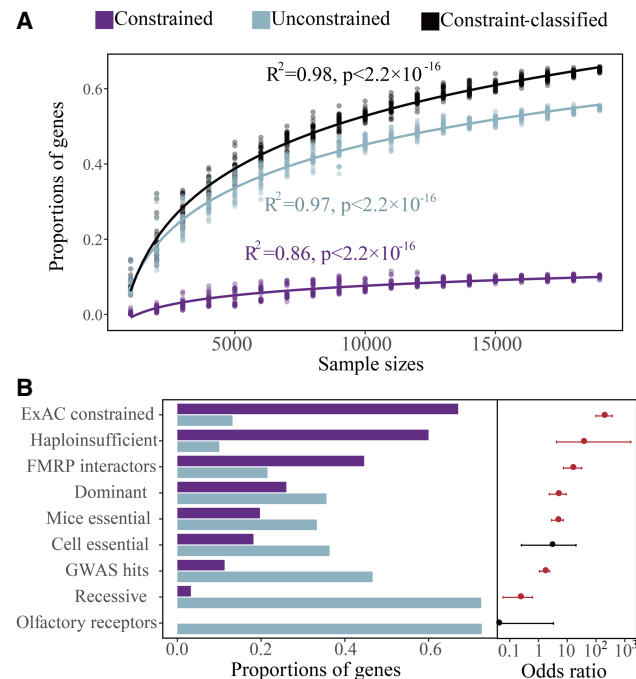 A
Constrained Unconstrained Constraint-classified
R²=0.98, p<2.2×10⁻¹⁶
R²=0.97, p<2.2×10⁻¹⁶
R²=0.86, p<2.2×10⁻¹⁶
Proportions of genes
0.6
0.4
0.2
0.0
5000 10000 15000
Sample sizes
B
ExAC constrained
Haploinsufficient
FMRP interactors
Dominant
Mice essential
Cell essential
GWAS hits
Recessive
Olfactory receptors
0.0 0.2 0.4 0.6
Proportions of genes
0.1 1 10 10² 10³
Odds ratio